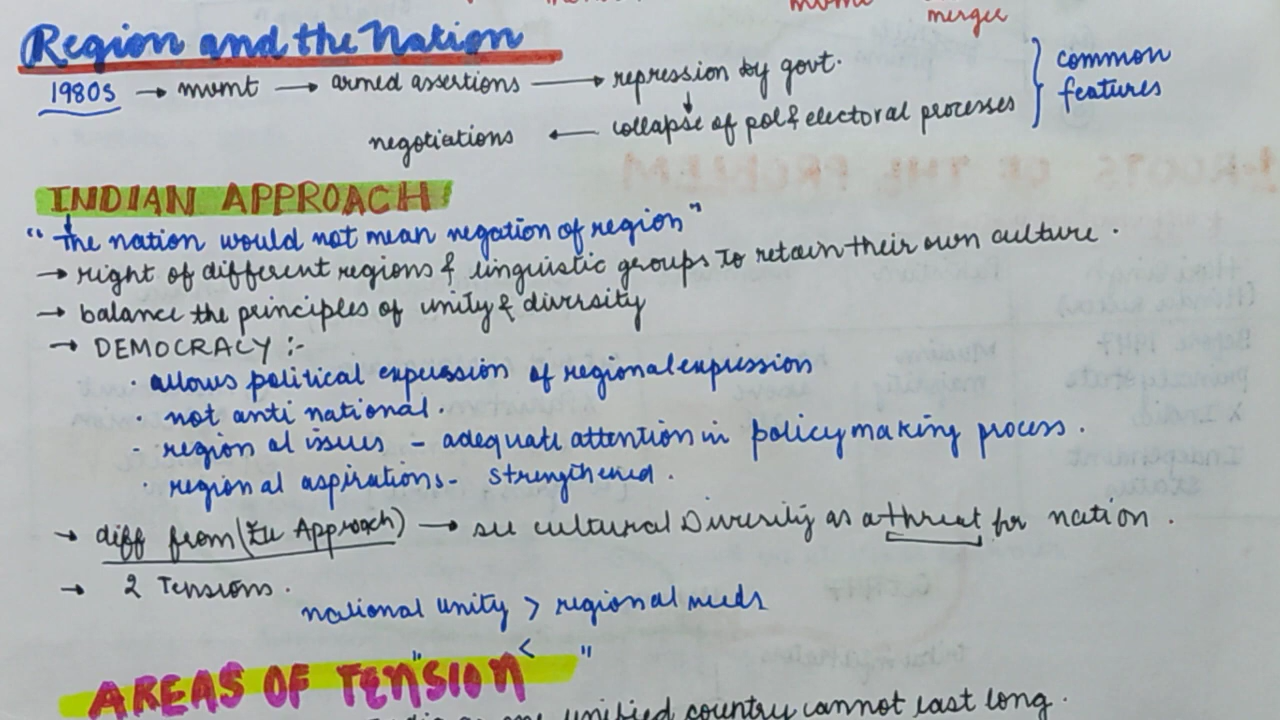 merge
Region and the Nation
1980s → mvmt → armed assertions → repression by govt.
↓
negotiations ← collapse of pol & electoral processes
} common features
INDIAN APPROACH
"the nation would not mean negation of region"
→ right of different regions & linguistic groups to retain their own culture.
→ balance the principles of unity & diversity
→ DEMOCRACY :-
· allows political expression of regional expression
· not anti national.
- regional issues - adequate attention in policy making process.
· regional aspirations - strengthened.
→ diff from (EU Approach) → see cultural Diversity as a threat for nation.
→ 2 Tensions.
national unity > regional needs
" < "
AREAS OF TENSION
unified country cannot last long.